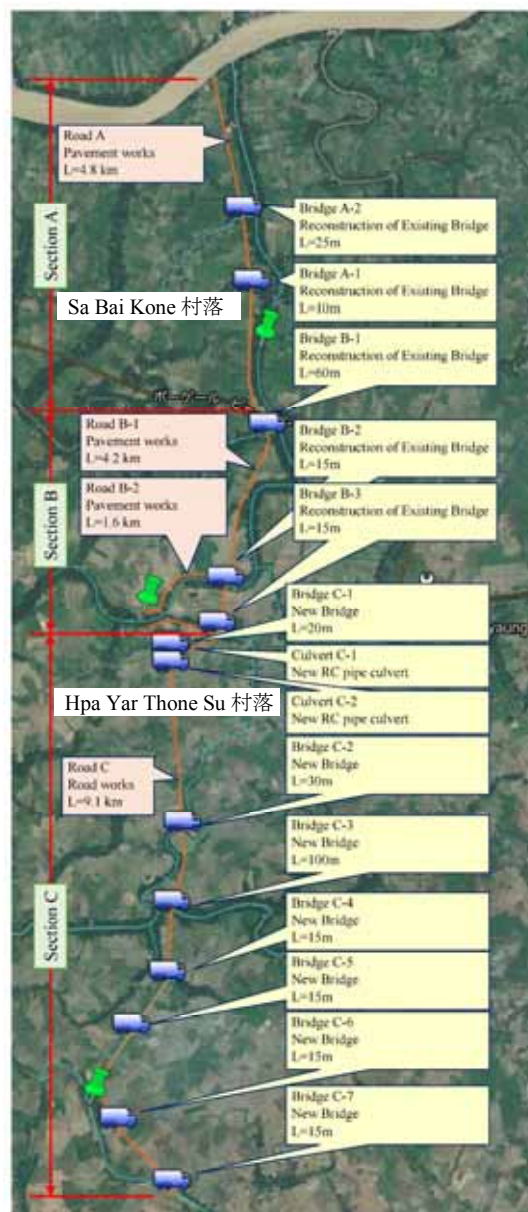 Road A
Pavement works
L=4.8 km
Section A
Bridge A-2
Reconstruction of Existing Bridge
L=25m
Bridge A-1
Reconstruction of Existing Bridge
L=10m
Sa Bai Kone 村落
Bridge B-1
Reconstruction of Existing Bridge
L=60m
Road B-1
Pavement works
L=4.2 km
Bridge B-2
Reconstruction of Existing Bridge
L=15m
Road B-2
Pavement works
L=1.6 km
Section B
Bridge B-3
Reconstruction of Existing Bridge
L=15m
Bridge C-1
New Bridge
L=20m
Culvert C-1
New RC pipe culvert
Hpa Yar Thone Su 村落
Culvert C-2
New RC pipe culvert
Road C
Road works
L=9.1 km
Bridge C-2
New Bridge
L=30m
Bridge C-3
New Bridge
L=100m
Section C
Bridge C-4
New Bridge
L=15m
Bridge C-5
New Bridge
L=15m
Bridge C-6
New Bridge
L=15m
Bridge C-7
New Bridge
L=15m